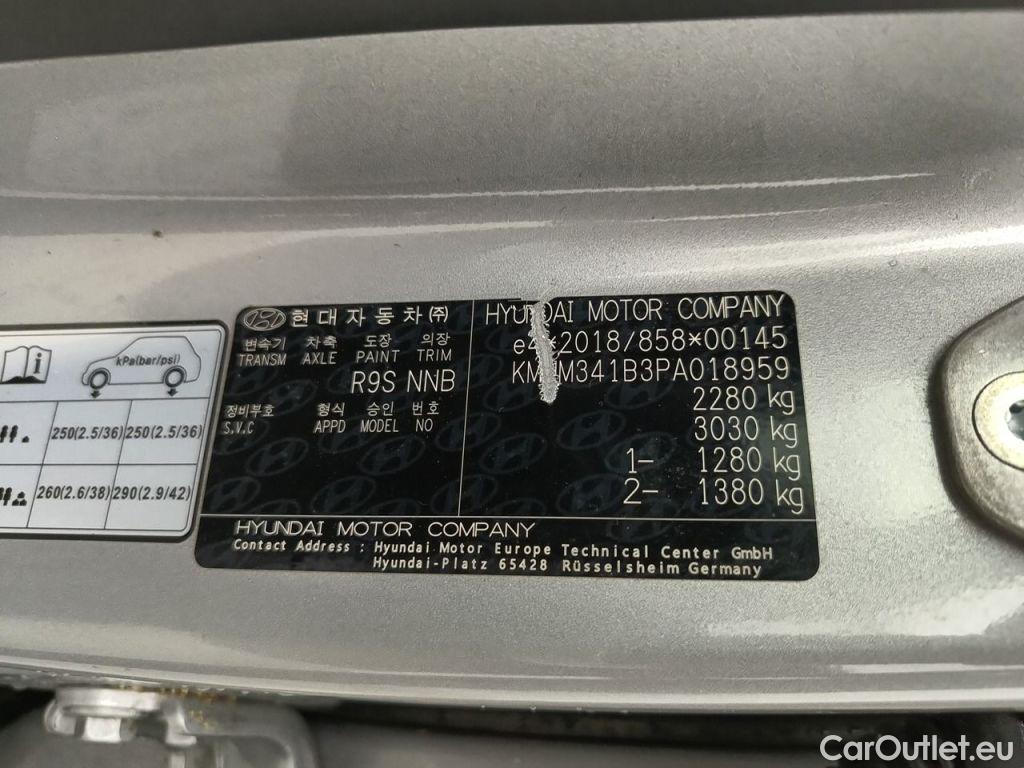 kPa(bar/psi)
250(2.5/36) 250(2.5/36)
260(2.6/38) 290(2.9/42)
현대자동차㈜
변속기 차축 도장 의장
TRANSM AXLE PAINT TRIM
R9S NNB
정비부호 형식 승인 번호
S.V.C APPD MODEL NO
HYUNDAI MOTOR COMPANY
e4*2018/858*00145
2280 kg
3030 kg
1- 1280 kg
2- 1380 kg
HYUNDAI MOTOR COMPANY
Contact Address : Hyundai Motor Europe Technical Center GmbH
Hyundai-Platz 65428 Rüsselsheim Germany
CarOutlet.eu